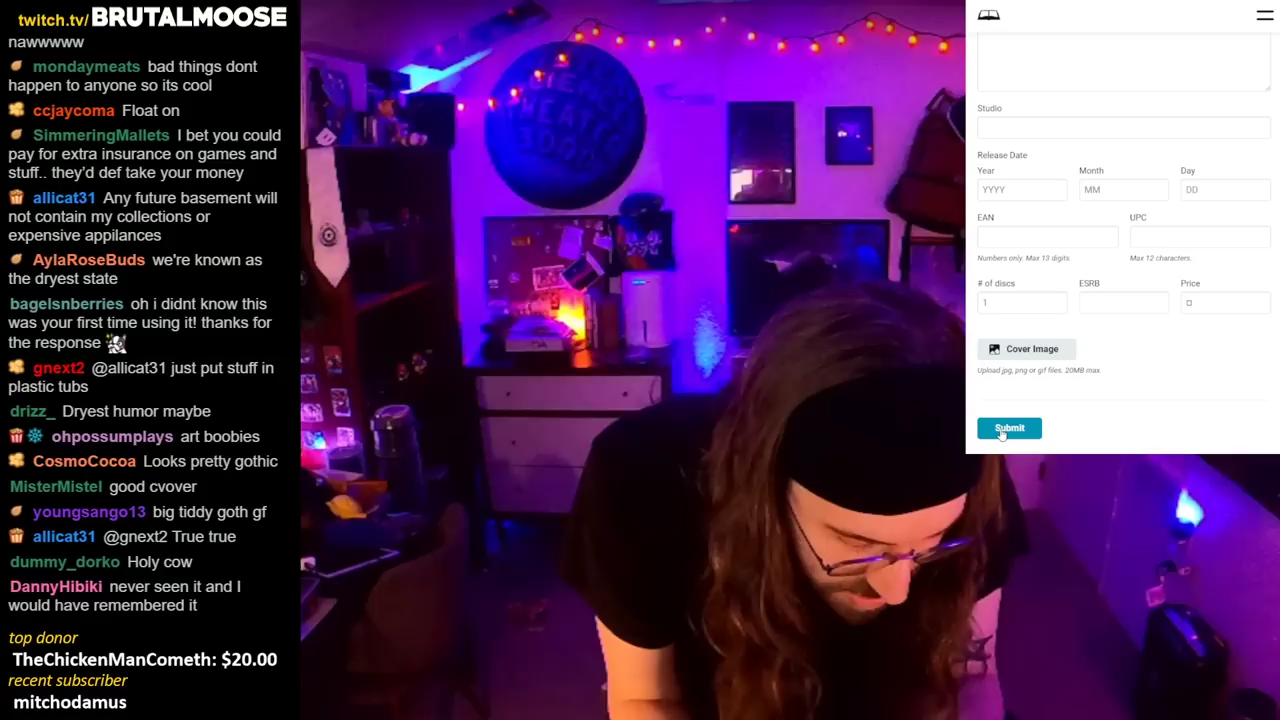 twitch.tv/BRUTALMOOSE
nawwwww
mondaymeats bad things dont
happen to anyone so its cool
ccjaycoma Float on
SimmeringMallets I bet you could
pay for extra insurance on games and
stuff.. they'd def take your money
allicat31 Any future basement will
not contain my collections or
expensive appilances
AylaRoseBuds we're known as
the dryest state
bagelsnberries oh i didnt know this
was your first time using it! thanks for
the response
gnext2 @allicat31 just put stuff in
plastic tubs
drizz_ Dryest humor maybe
ohpossumplays art boobies
CosmoCocoa Looks pretty gothic
MisterMistel good cvover
youngsango13 big tiddy goth gf
allicat31 @gnext2 True true
dummy_dorko Holy cow
DannyHibiki never seen it and I
would have remembered it
top donor
TheChickenManCometh: $20.00
recent subscriber
mitchodamus
Studio
Release Date
Year Month Day
YYYY MM DD
EAN UPC
Numbers only. Max 13 digits. Max 12 characters.
# of discs ESRB Price
1
Cover Image
Upload jpg, png or gif files. 20MB max.
Submit